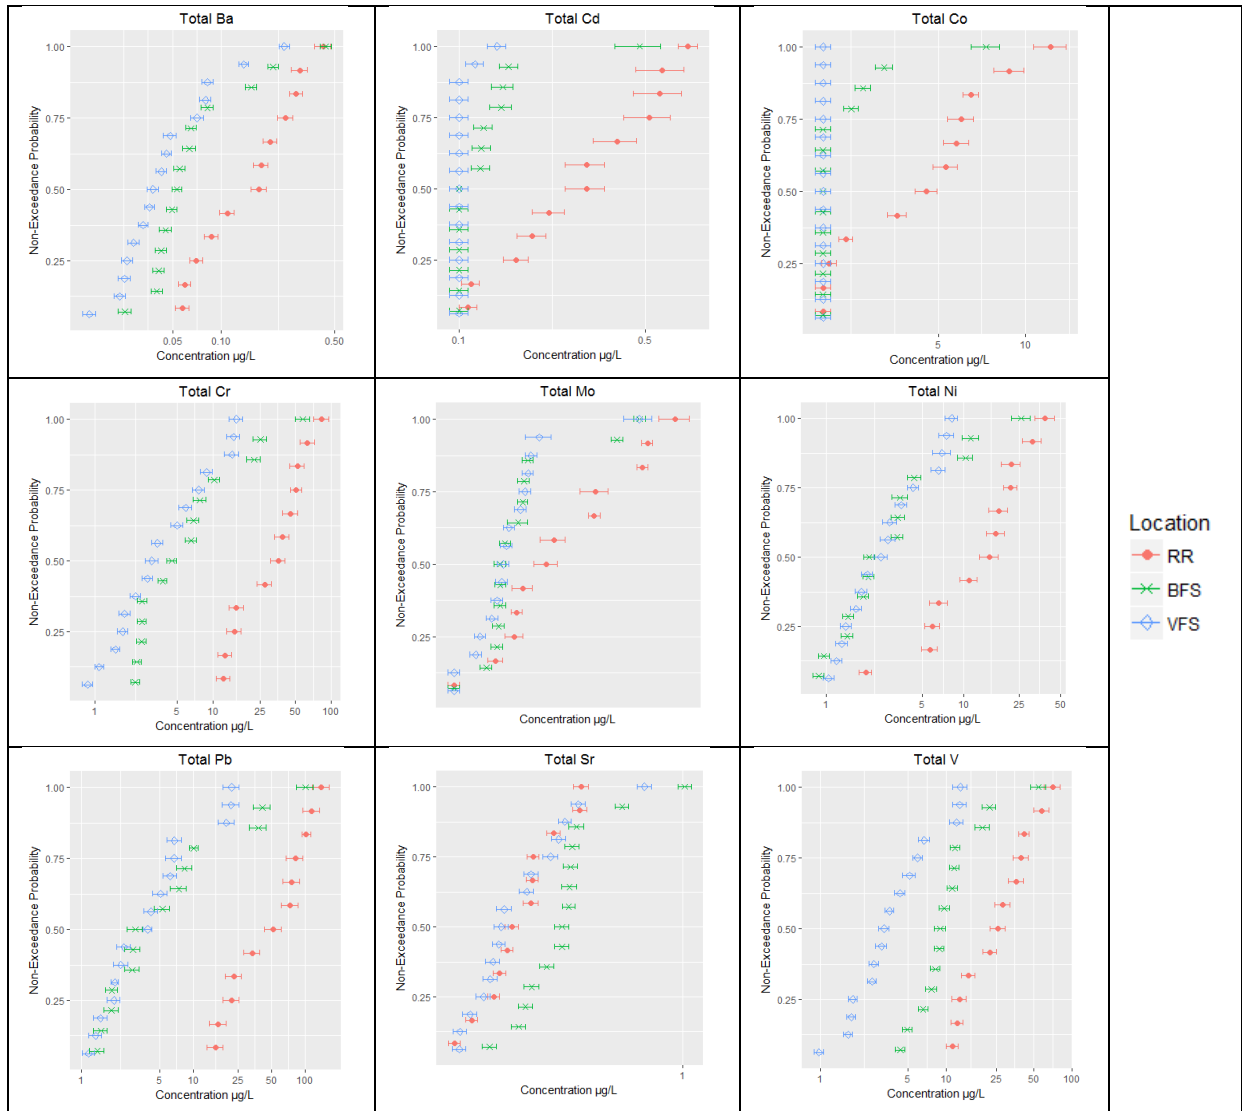 Total Ba
Non-Exceedance Probability
1.00
0.75
0.50
0.25
0.05 0.10 0.50
Concentration µg/L
Total Cd
Non-Exceedance Probability
1.00
0.75
0.50
0.25
0.1 0.5
Concentration µg/L
Total Co
Non-Exceedance Probability
1.00
0.75
0.50
0.25
5 10
Concentration µg/L
Total Cr
Non-Exceedance Probability
1.00
0.75
0.50
0.25
1 5 10 25 50 100
Concentration µg/L
Total Mo
Non-Exceedance Probability
1.00
0.75
0.50
0.25
Concentration µg/L
Total Ni
Non-Exceedance Probability
1.00
0.75
0.50
0.25
1 5 10 25 50
Concentration µg/L
Location
RR
BFS
VFS
Total Pb
Non-Exceedance Probability
1.00
0.75
0.50
0.25
1 5 10 25 50 100
Concentration µg/L
Total Sr
Non-Exceedance Probability
1.00
0.75
0.50
0.25
1
Concentration µg/L
Total V
Non-Exceedance Probability
1.00
0.75
0.50
0.25
1 5 10 25 50 100
Concentration µg/L